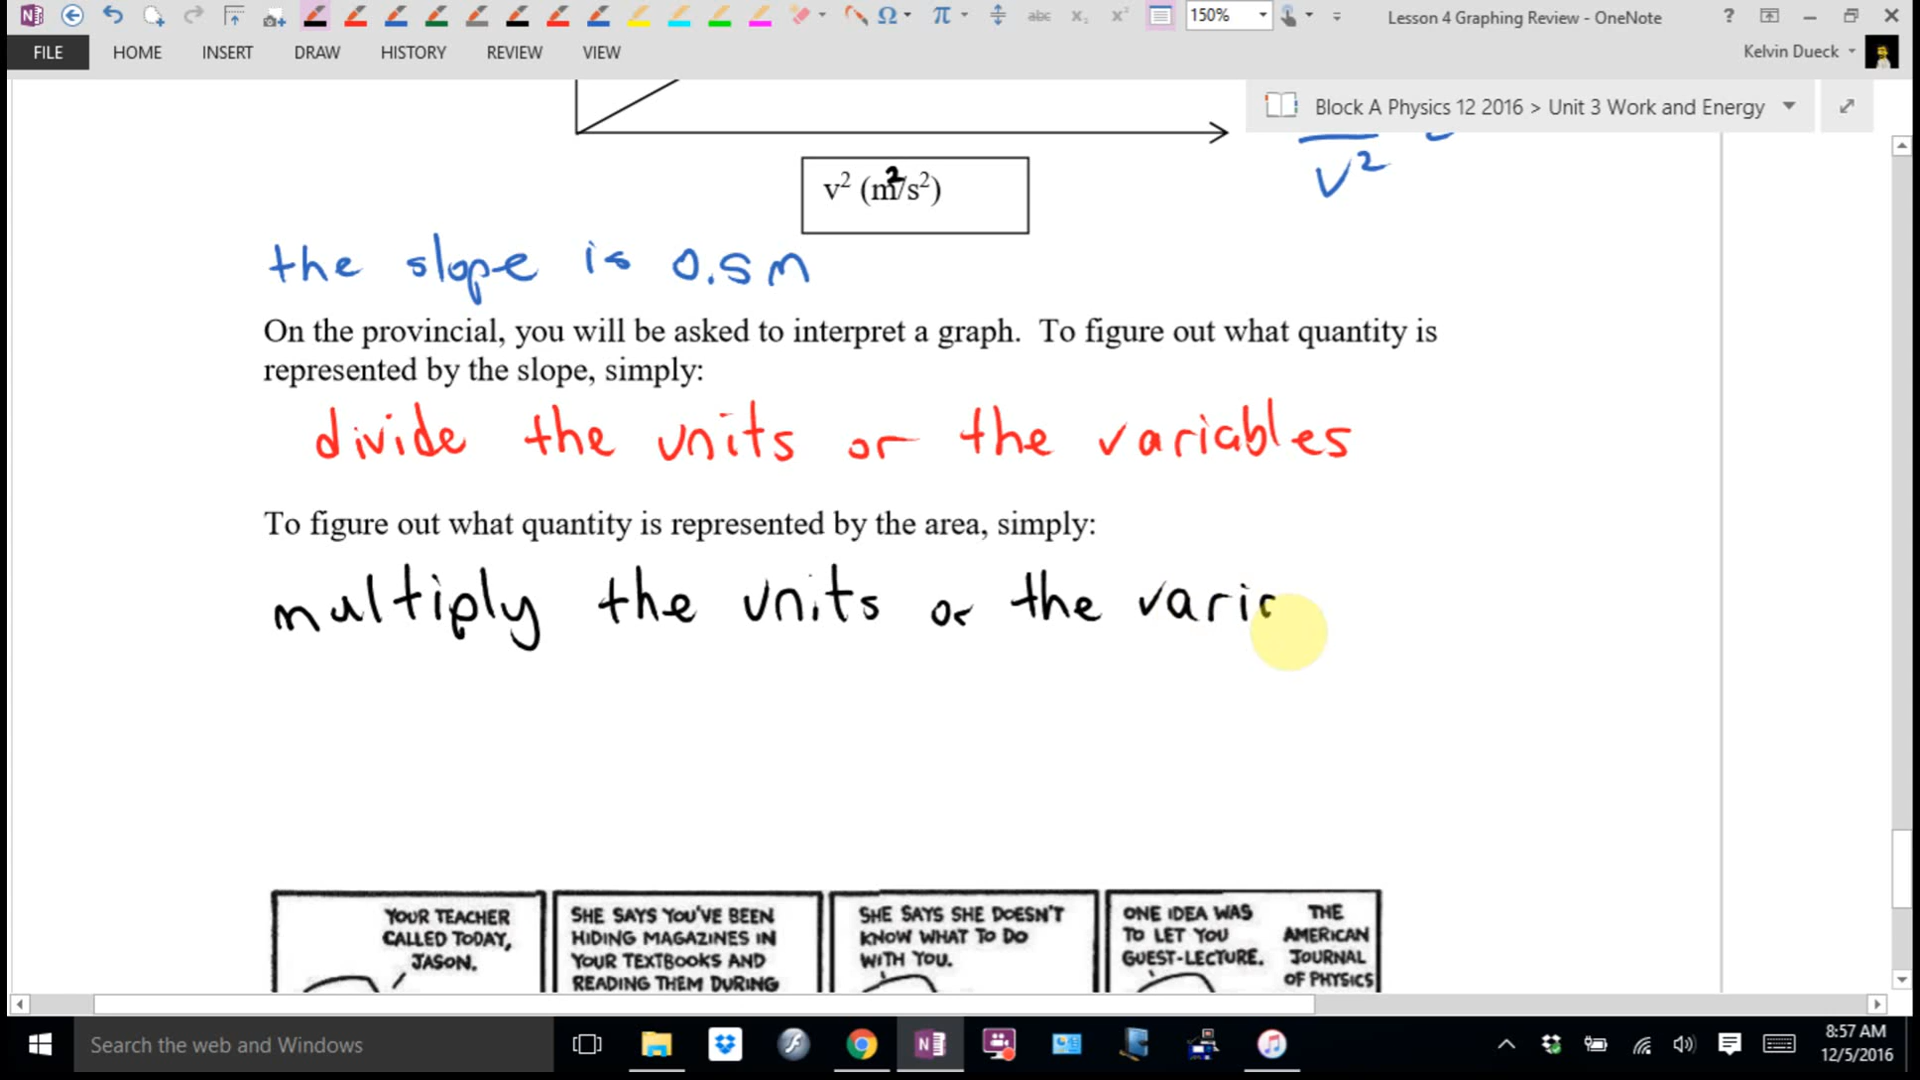 150%
Lesson 4 Graphing Review - OneNote
FILE HOME INSERT DRAW HISTORY REVIEW VIEW
Kelvin Dueck
Block A Physics 12 2016 > Unit 3 Work and Energy
v²
v² (m²/s²)
the slope is 0.5m
On the provincial, you will be asked to interpret a graph. To figure out what quantity is
represented by the slope, simply:
divide the units or the variables
To figure out what quantity is represented by the area, simply:
multiply the units or the varia
YOUR TEACHER
CALLED TODAY,
JASON.
SHE SAYS YOU'VE BEEN
HIDING MAGAZINES IN
YOUR TEXTBOOKS AND
READING THEM DURING
SHE SAYS SHE DOESN'T
KNOW WHAT TO DO
WITH YOU.
ONE IDEA WAS
TO LET YOU
GUEST-LECTURE.
THE
AMERICAN
JOURNAL
OF PHYSICS
Search the web and Windows
8:57 AM
12/5/2016